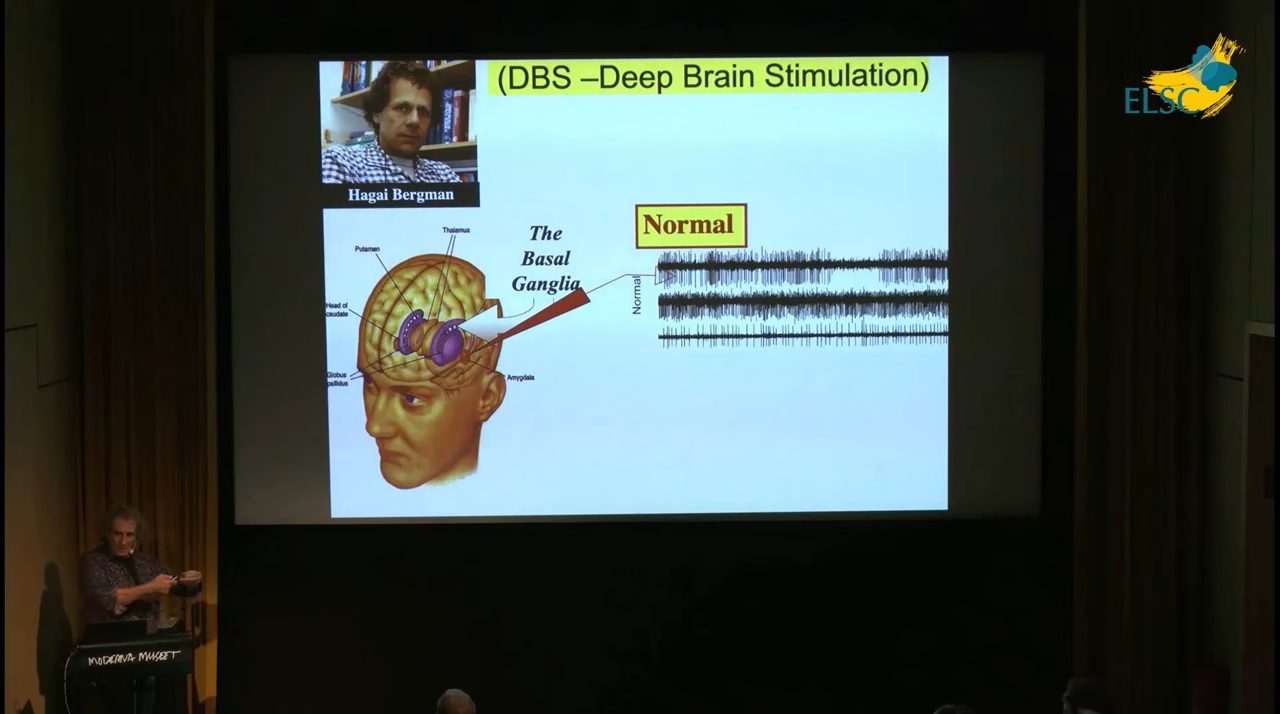 (DBS –Deep Brain Stimulation)
ELSC
Hagai Bergman
The
Basal
Ganglia
Normal
Normal
Thalamus
Putamen
Head of
caudate
Globus
pallidus
Amygdala
MODERNA MUSEET